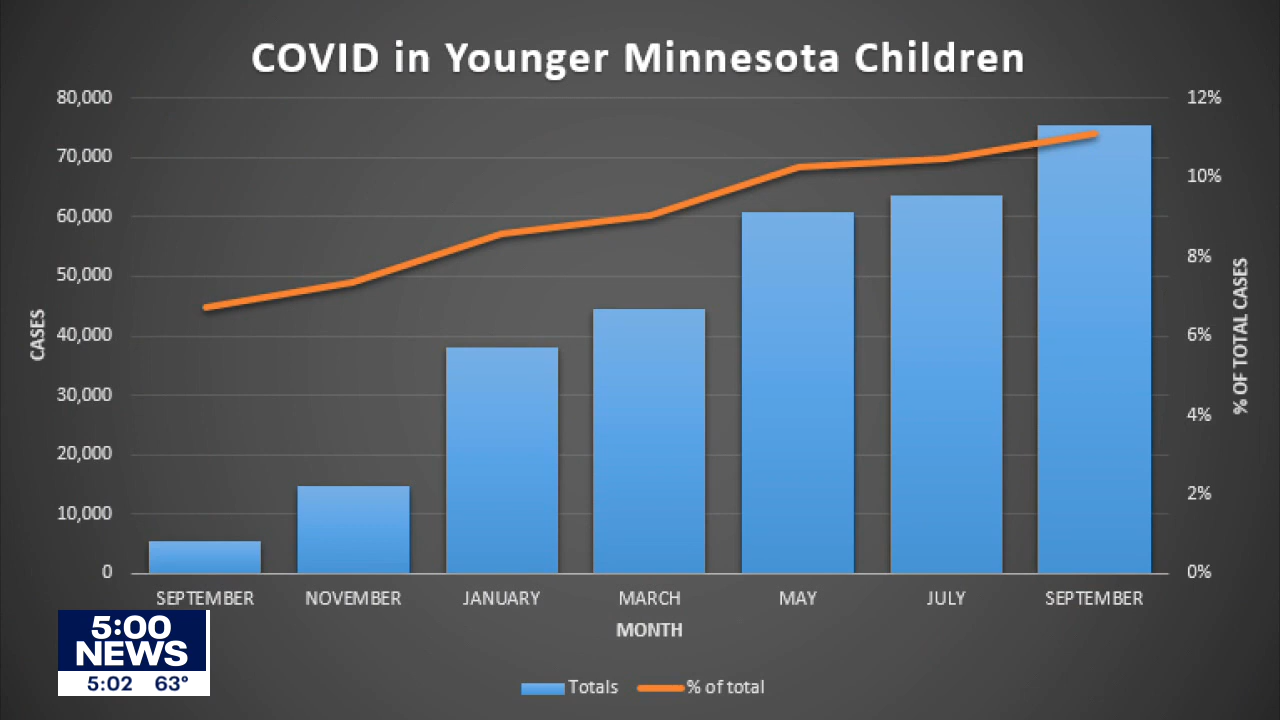 COVID in Younger Minnesota Children
80,000
70,000
60,000
50,000
40,000
30,000
20,000
10,000
0
CASES
12%
10%
8%
6%
4%
2%
0%
% OF TOTAL CASES
SEPTEMBER NOVEMBER JANUARY MARCH MAY JULY SEPTEMBER
MONTH
Totals % of total
5:00
NEWS
5:02 63°